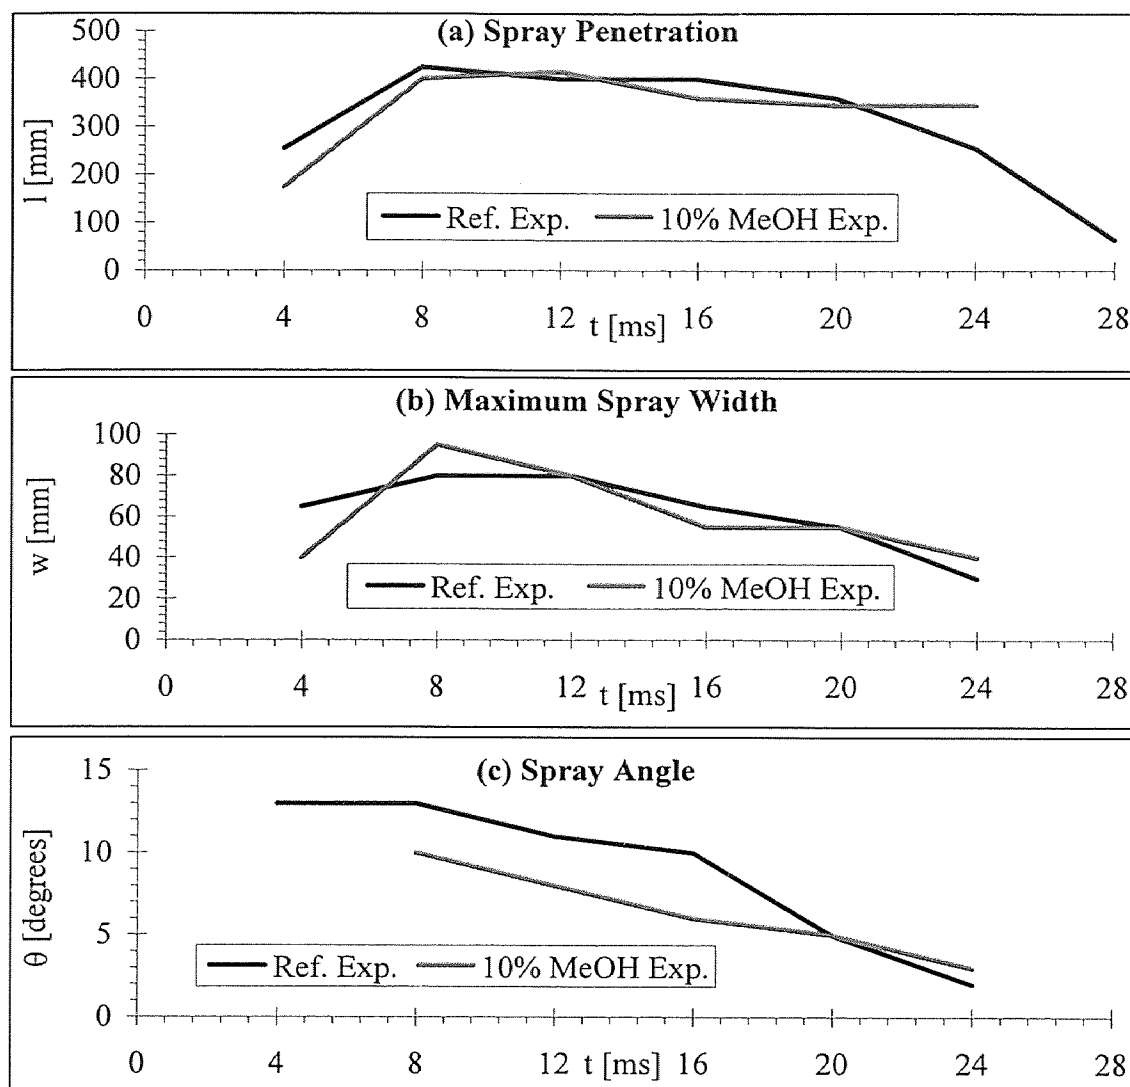 (a) Spray Penetration
500
400
300
200
100
0
l [mm]
Ref. Exp. 10% MeOH Exp.
0 4 8 12 16 20 24 28
t [ms]
(b) Maximum Spray Width
100
80
60
40
20
0
w [mm]
Ref. Exp. 10% MeOH Exp.
0 4 8 12 16 20 24 28
t [ms]
(c) Spray Angle
15
10
5
0
θ [degrees]
Ref. Exp. 10% MeOH Exp.
0 4 8 12 16 20 24 28
t [ms]